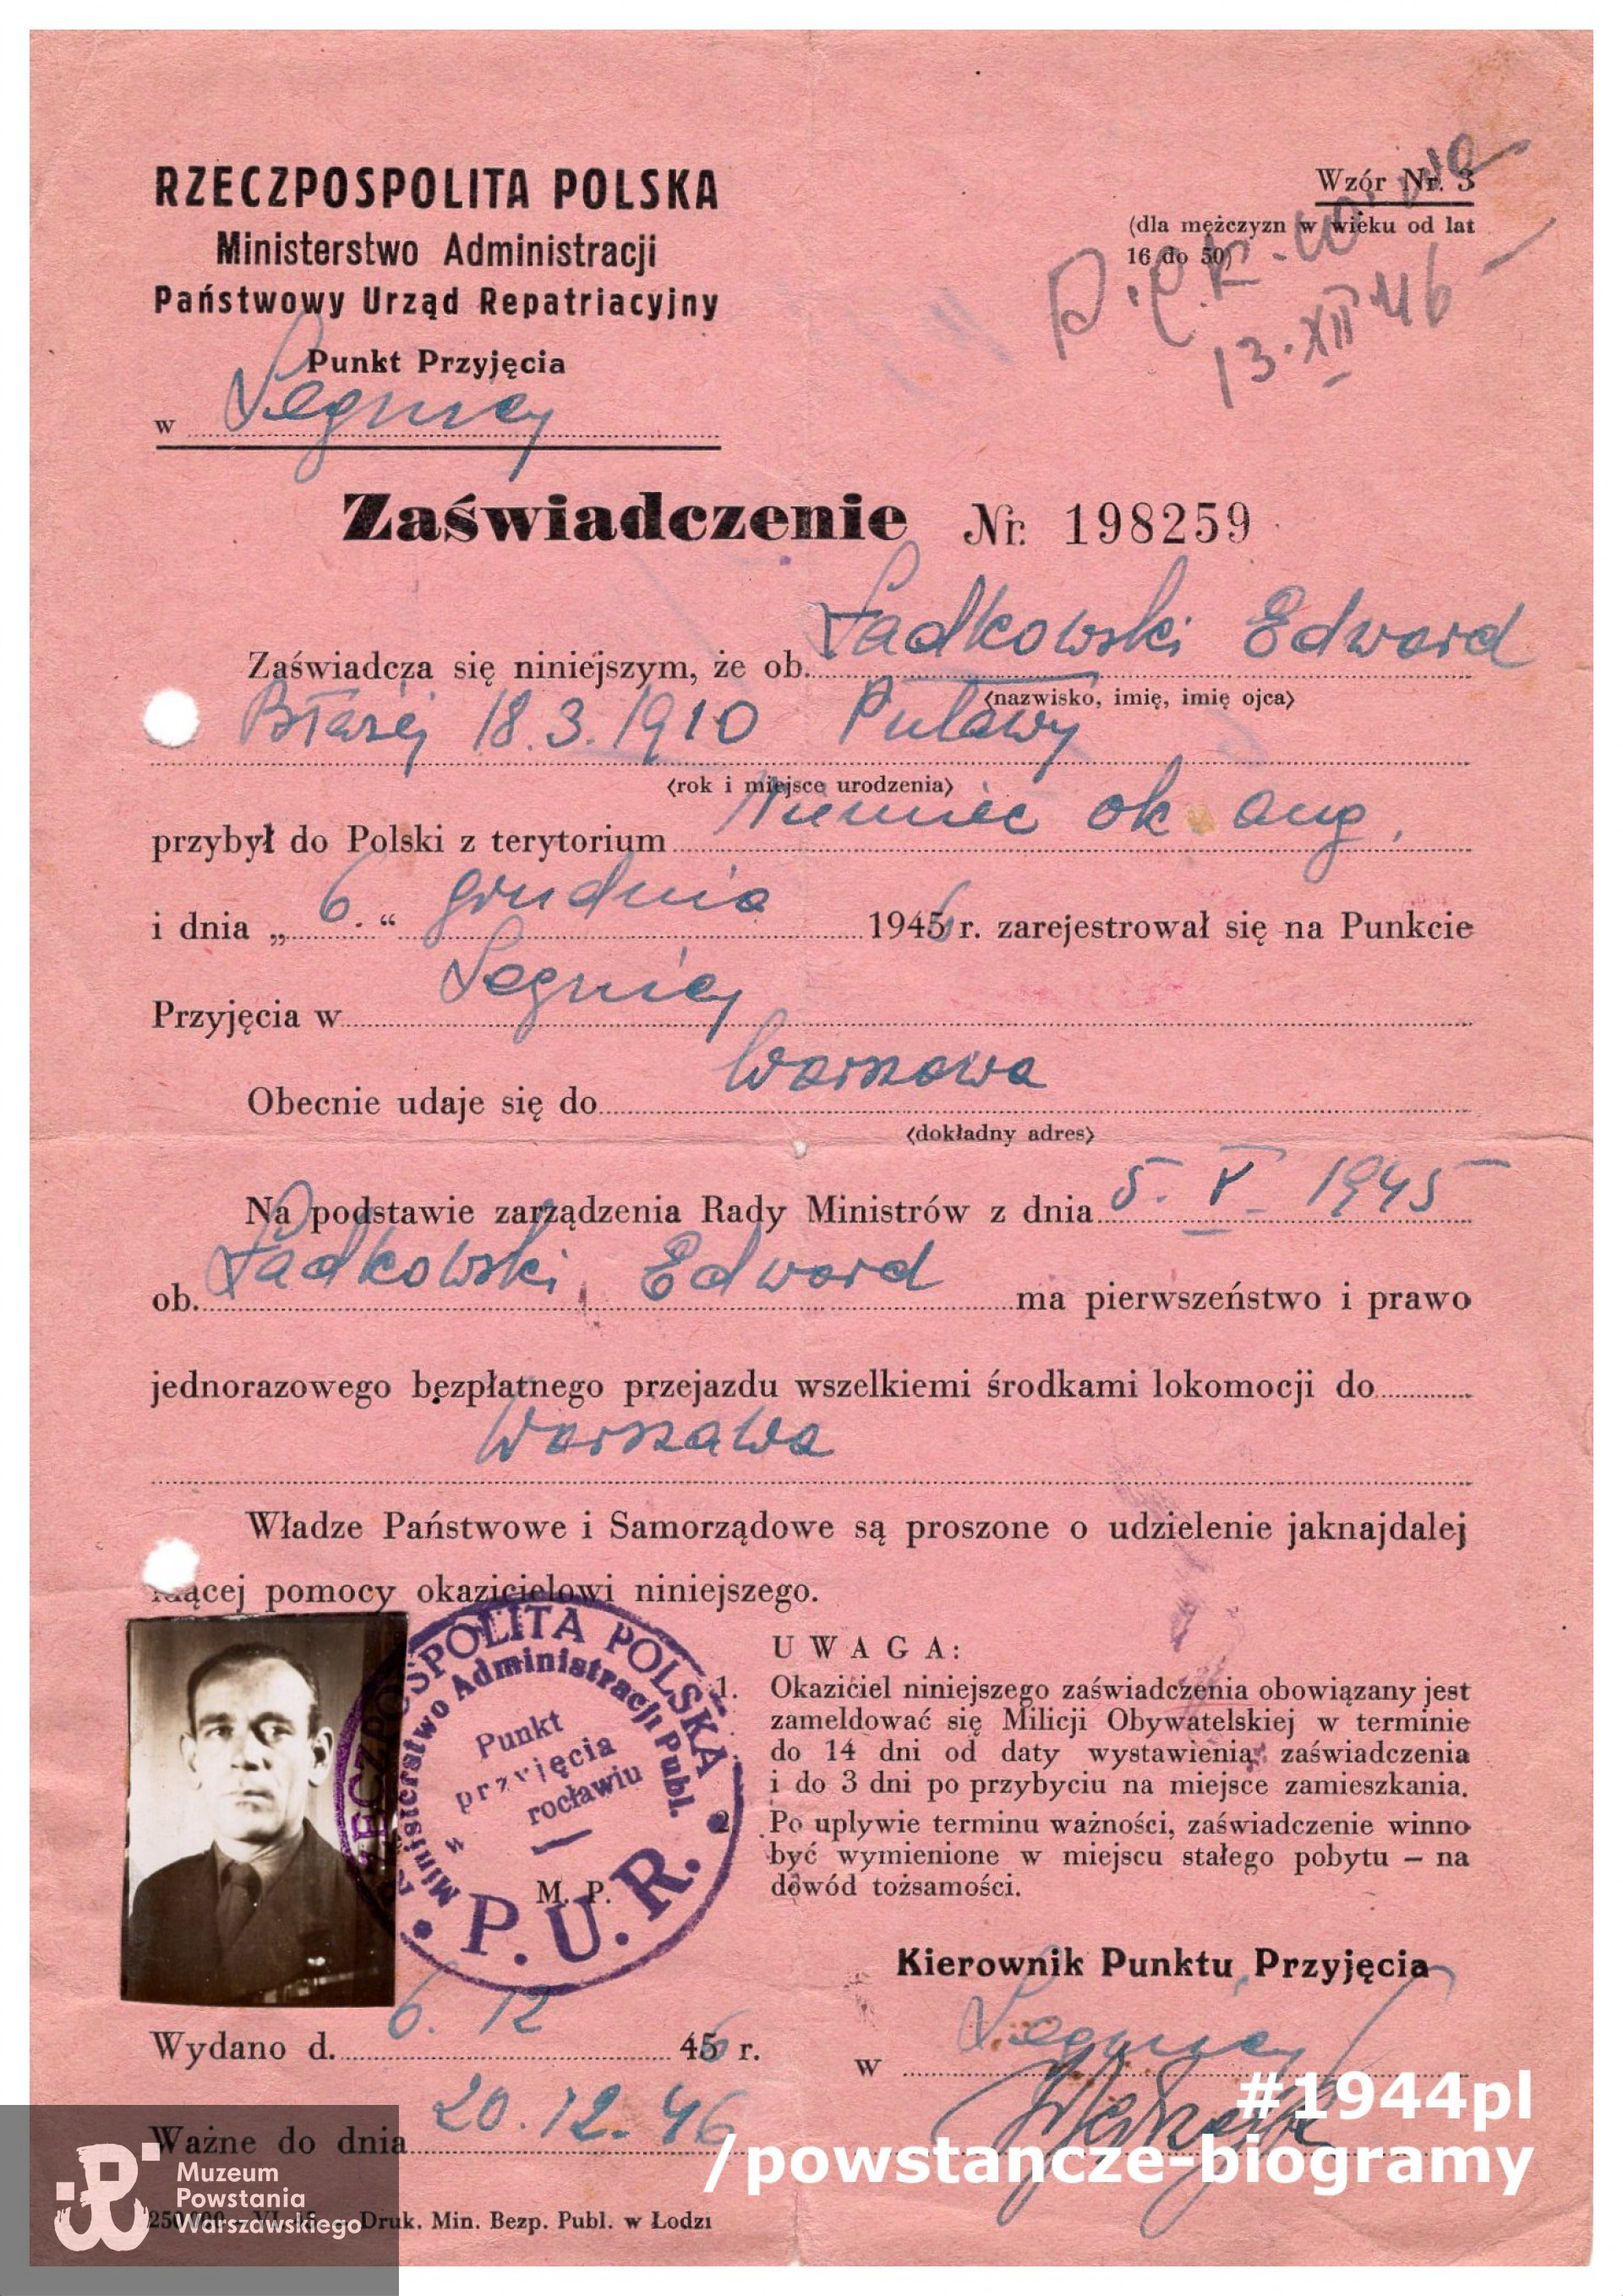 RZECZPOSPOLITA POLSKA
Ministerstwo Administracji
Państwowy Urząd Repatriacyjny
Punkt Przyjęcia
w Legnicy
Wzór Nr. 3
(dla mężczyzn w wieku od lat
16 do 50)
13.XII 46
Zaświadczenie Nr. 198259
Zaświadcza się niniejszym, że ob. Ładkowski Edward
(nazwisko, imię, imię ojca)
Błażej 18.3.1910 Puławy
(rok i miejsce urodzenia)
przybył do Polski z terytorium Niemiec ok. ang.
i dnia „ 6. “ grudnia 1946 r. zarejestrował się na Punkcie
Przyjęcia w Legnicy
Obecnie udaje się do Warszawa
(dokładny adres)
Na podstawie zarządzenia Rady Ministrów z dnia 5. V 1945
ob. Ładkowski Edward ma pierwszeństwo i prawo
jednorazowego bezpłatnego przejazdu wszelkiemi środkami lokomocji do
Warszawa
Władze Państwowe i Samorządowe są proszone o udzielenie jaknajdalej
idącej pomocy okazicielowi niniejszego.
RZECZPOSPOLITA POLSKA
Ministerstwo Administracji Publ.
Punkt
przyjęcia
w rocławiu
M. P.
P.U.R.
UWAGA:
1. Okaziciel niniejszego zaświadczenia obowiązany jest
zameldować się Milicji Obywatelskiej w terminie
do 14 dni od daty wystawienia zaświadczenia
i do 3 dni po przybyciu na miejsce zamieszkania.
2. Po upływie terminu ważności, zaświadczenie winno
być wymienione w miejscu stałego pobytu – na
dowód tożsamości.
Kierownik Punktu Przyjęcia
w Legnicy
Wydano d. 6. 12 46 r.
Ważne do dnia 20.12.46
Druk. Min. Bezp. Publ. w Łodzi
Muzeum
Powstania
Warszawskiego
#1944pl
/powstancze-biogramy